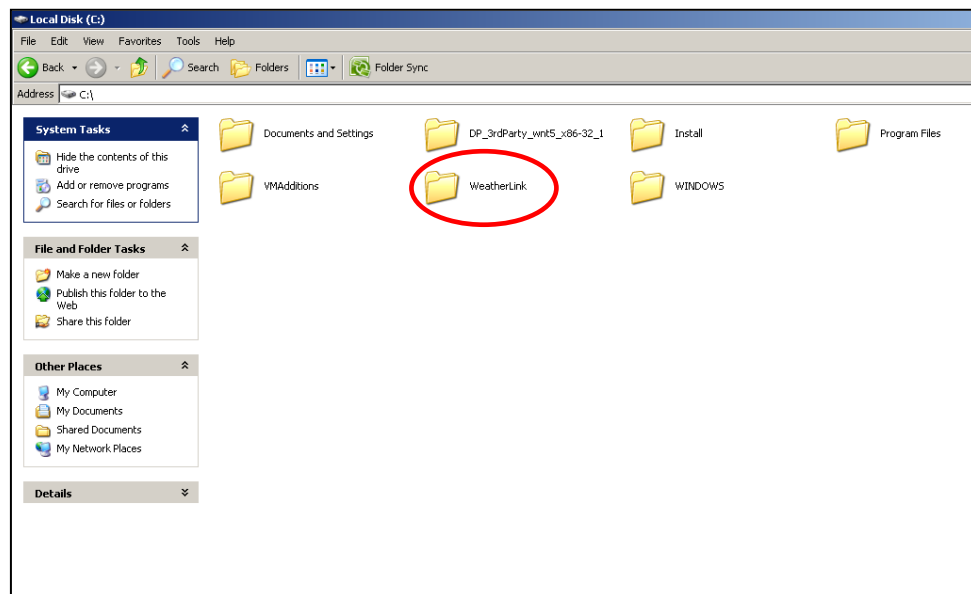 Local Disk (C:)
File Edit View Favorites Tools Help
Back Search Folders Folder Sync
Address C:\
System Tasks
Hide the contents of this
drive
Add or remove programs
Search for files or folders
File and Folder Tasks
Make a new folder
Publish this folder to the
Web
Share this folder
Other Places
My Computer
My Documents
Shared Documents
My Network Places
Details
Documents and Settings DP_3rdParty_wnt5_x86-32_1 Install Program Files
VMAdditions WeatherLink WINDOWS